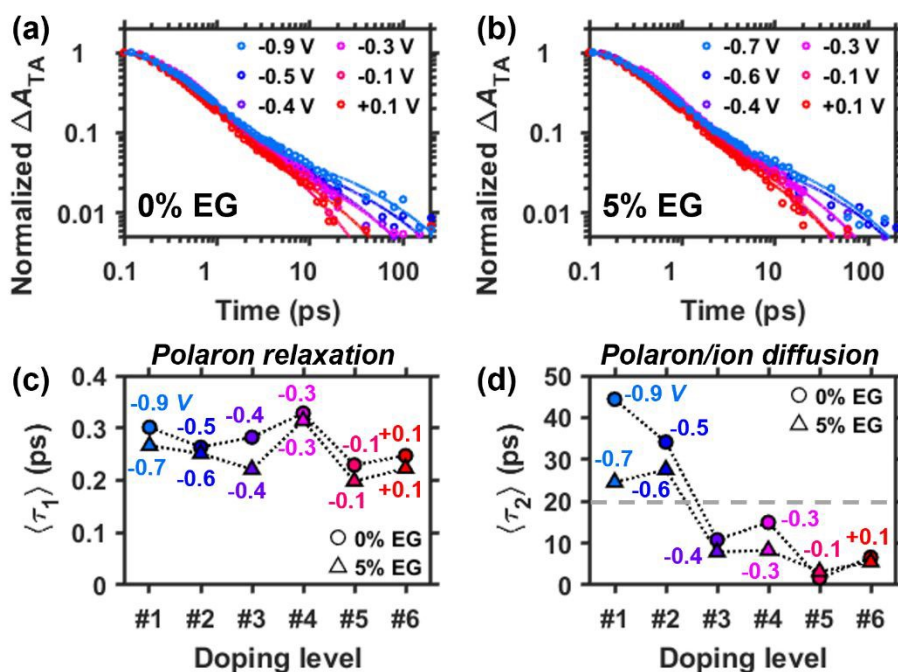 (a)
Normalized ΔA_TA
1
0.1
0.01
-0.9 V
-0.3 V
-0.5 V
-0.1 V
-0.4 V
+0.1 V
0% EG
0.1
1
10
100
Time (ps)
(b)
Normalized ΔA_TA
1
0.1
0.01
-0.7 V
-0.3 V
-0.6 V
-0.1 V
-0.4 V
+0.1 V
5% EG
0.1
1
10
100
Time (ps)
(c)
Polaron relaxation
⟨τ1⟩ (ps)
0.4
0.3
0.2
0.1
0
-0.9 V
-0.5
-0.4
-0.3
-0.1
+0.1
-0.7
-0.6
-0.4
-0.3
-0.1
+0.1
0% EG
5% EG
#1 #2 #3 #4 #5 #6
Doping level
(d)
Polaron/ion diffusion
⟨τ2⟩ (ps)
50
40
30
20
10
0
-0.9 V
0% EG
5% EG
-0.5
-0.7
-0.6
-0.3
-0.1
+0.1
-0.4
-0.3
#1 #2 #3 #4 #5 #6
Doping level